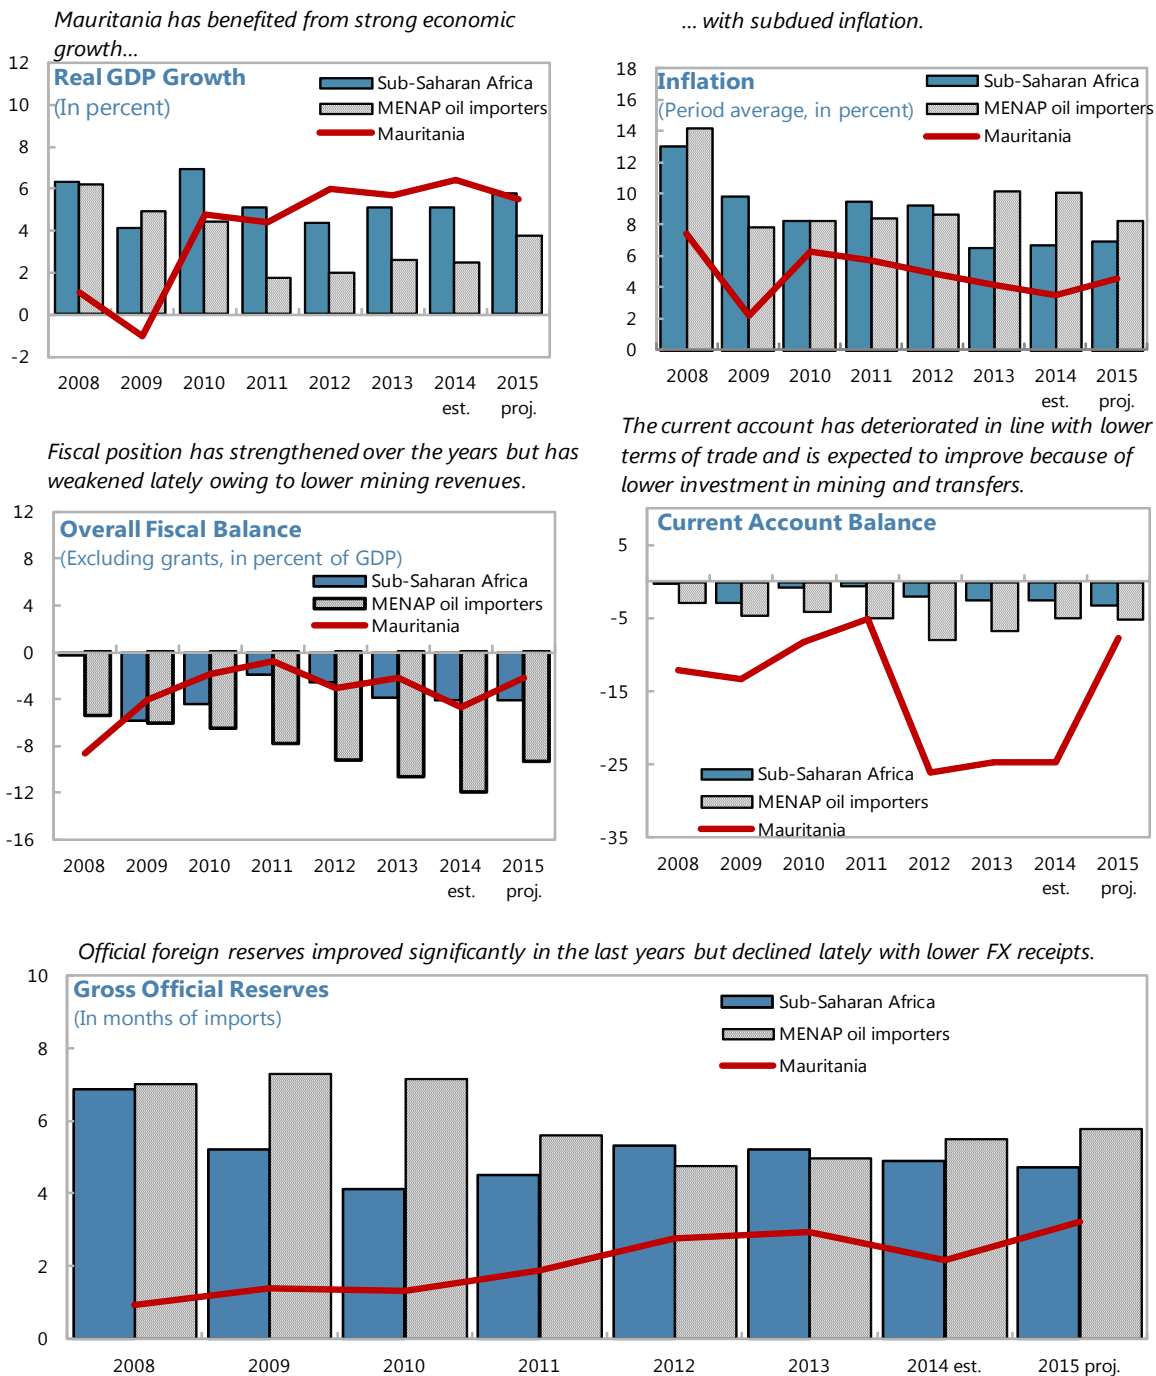 Mauritania has benefited from strong economic
growth...
Real GDP Growth
(In percent)
Sub-Saharan Africa
MENAP oil importers
Mauritania
12
10
8
6
4
2
0
-2
2008 2009 2010 2011 2012 2013 2014 2015
est. proj.
... with subdued inflation.
Inflation
(Period average, in percent)
Sub-Saharan Africa
MENAP oil importers
Mauritania
18
16
14
12
10
8
6
4
2
0
2008 2009 2010 2011 2012 2013 2014 2015
est. proj.
Fiscal position has strengthened over the years but has
weakened lately owing to lower mining revenues.
Overall Fiscal Balance
(Excluding grants, in percent of GDP)
Sub-Saharan Africa
MENAP oil importers
Mauritania
12
8
4
0
-4
-8
-12
-16
2008 2009 2010 2011 2012 2013 2014 2015
est. proj.
The current account has deteriorated in line with lower
terms of trade and is expected to improve because of
lower investment in mining and transfers.
Current Account Balance
5
-5
-15
-25
-35
Sub-Saharan Africa
MENAP oil importers
Mauritania
2008 2009 2010 2011 2012 2013 2014 2015
est. proj.
Official foreign reserves improved significantly in the last years but declined lately with lower FX receipts.
Gross Official Reserves
(In months of imports)
Sub-Saharan Africa
MENAP oil importers
Mauritania
10
8
6
4
2
0
2008 2009 2010 2011 2012 2013 2014 est. 2015 proj.